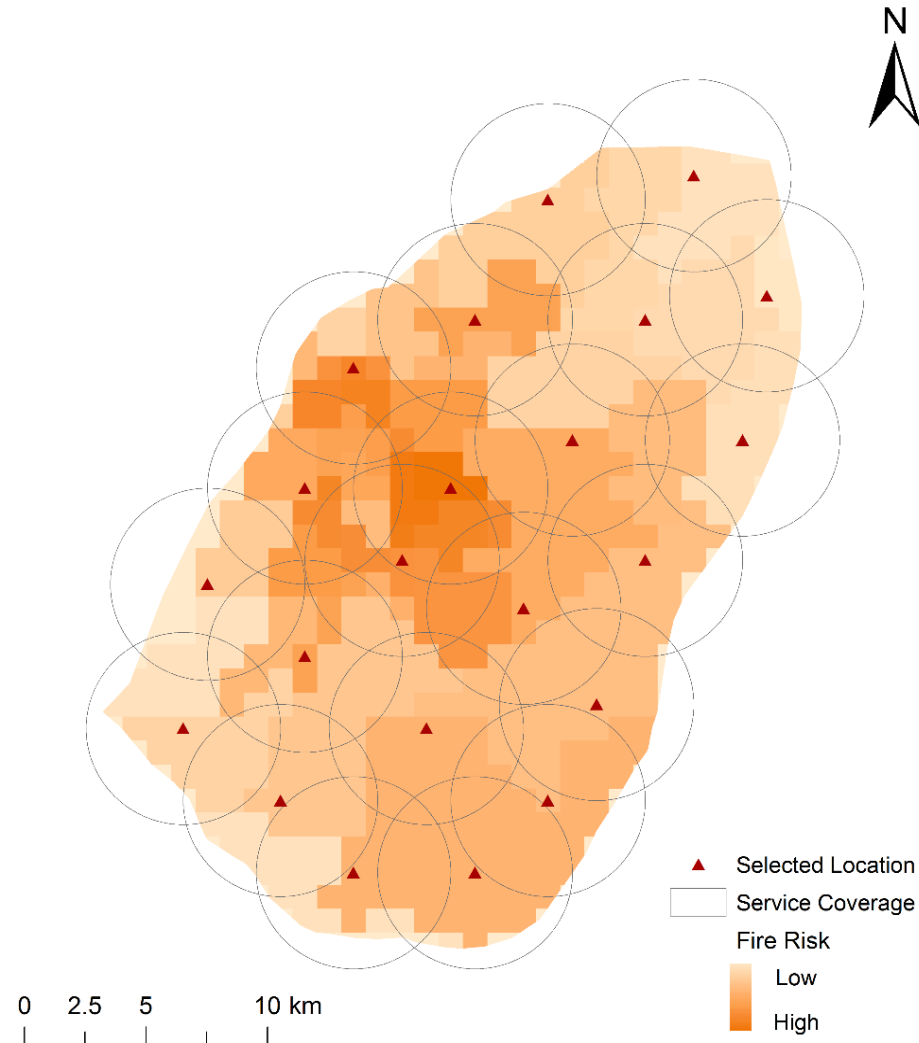 N
Selected Location
Service Coverage
Fire Risk
Low
High
0 2.5 5 10 km